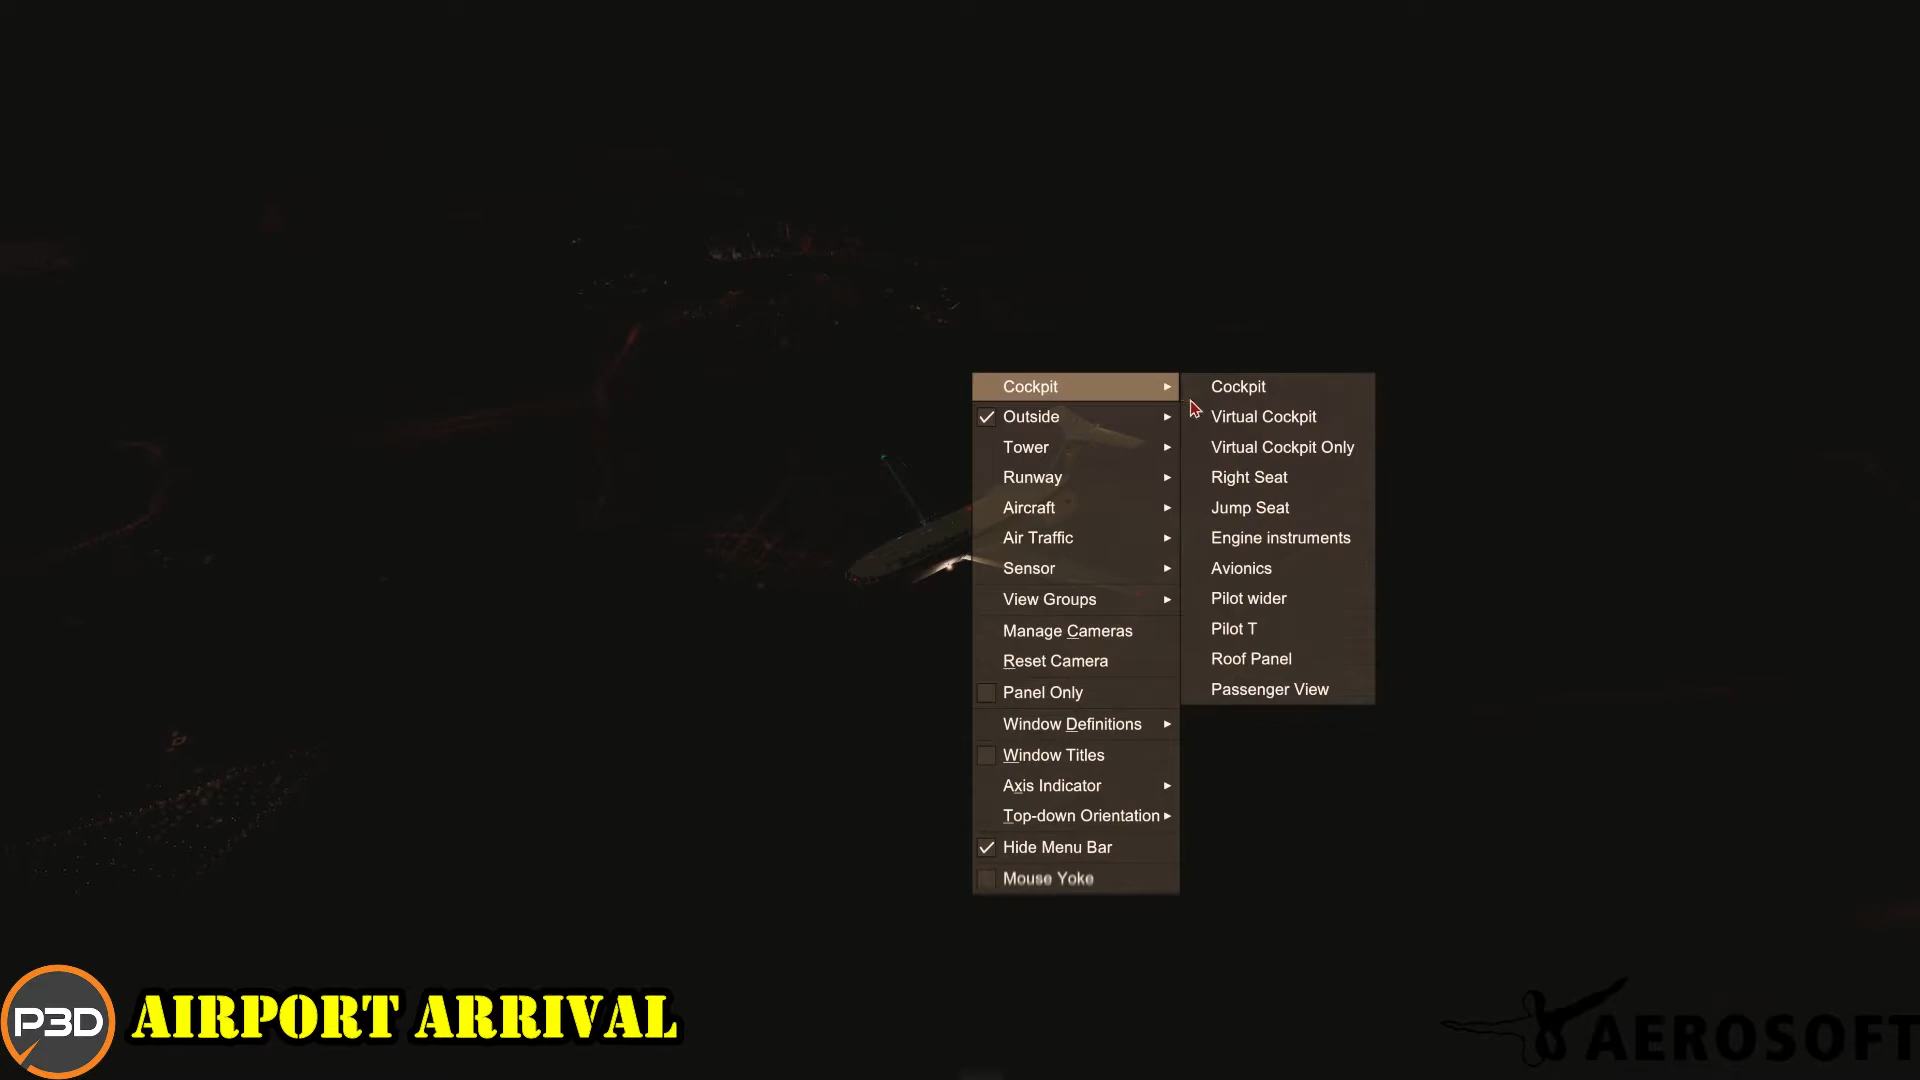 Cockpit
Outside
Tower
Runway
Aircraft
Air Traffic
Sensor
View Groups
Manage Cameras
Reset Camera
Panel Only
Window Definitions
Window Titles
Axis Indicator
Top-down Orientation
Hide Menu Bar
Mouse Yoke
Cockpit
Virtual Cockpit
Virtual Cockpit Only
Right Seat
Jump Seat
Engine instruments
Avionics
Pilot wider
Pilot T
Roof Panel
Passenger View
P3D
AIRPORT ARRIVAL
AEROSOFT